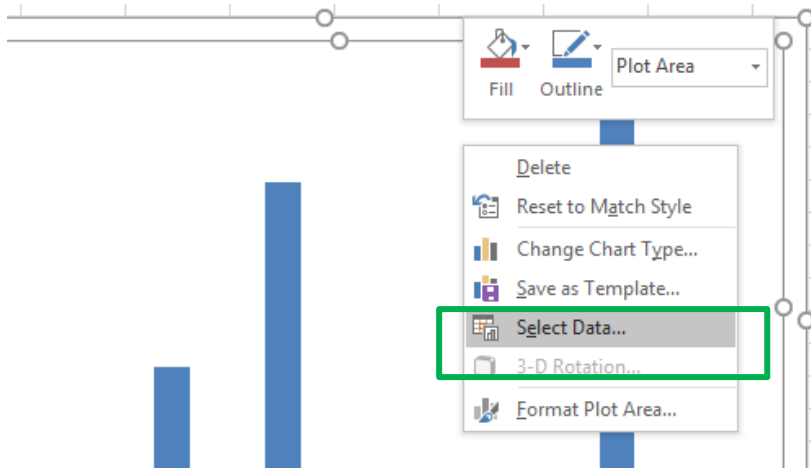 Plot Area
Fill Outline
Delete
Reset to Match Style
Change Chart Type...
Save as Template...
Select Data...
3-D Rotation...
Format Plot Area...